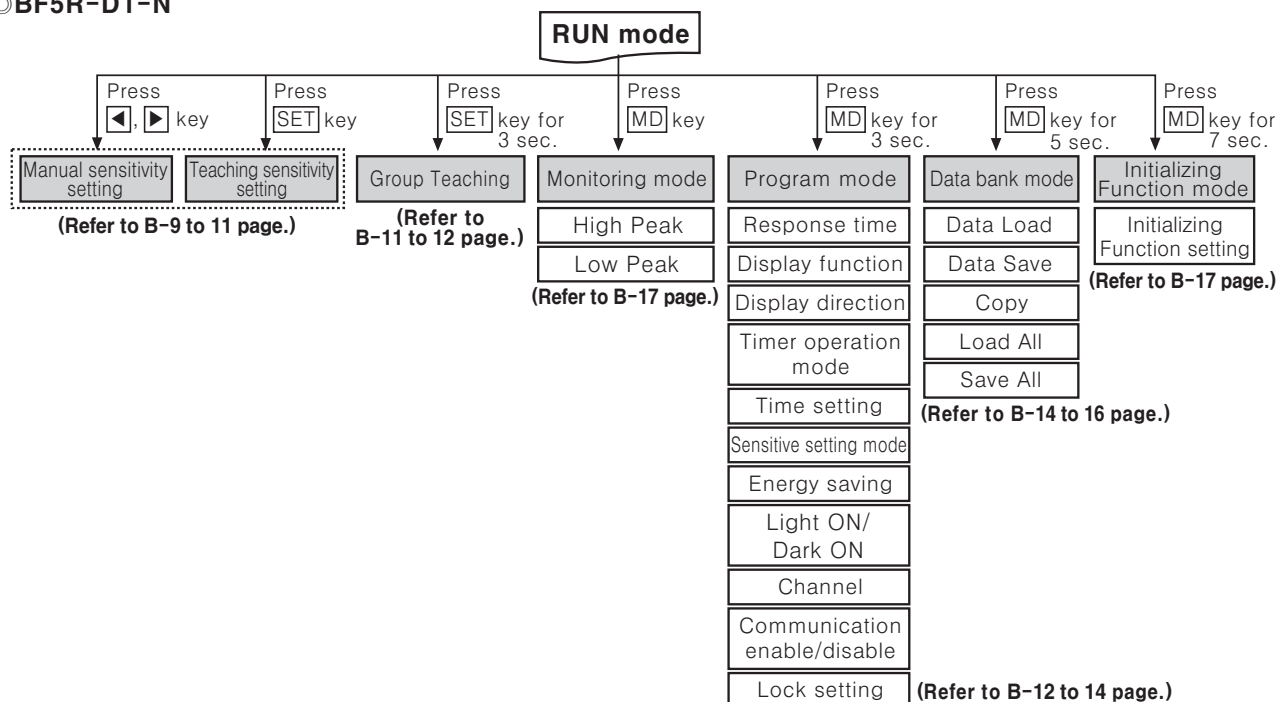 ◎BF5R-D1-N
RUN mode
Press
◀, ▶ key
Press
SET key
Press
SET key for
3 sec.
Press
MD key
Press
MD key for
3 sec.
Press
MD key for
5 sec.
Press
MD key for
7 sec.
Manual sensitivity
setting
Teaching sensitivity
setting
(Refer to B-9 to 11 page.)
Group Teaching
(Refer to
B-11 to 12 page.)
Monitoring mode
High Peak
Low Peak
(Refer to B-17 page.)
Program mode
Response time
Display function
Display direction
Timer operation
mode
Time setting
Sensitive setting mode
Energy saving
Light ON/
Dark ON
Channel
Communication
enable/disable
Lock setting
(Refer to B-12 to 14 page.)
Data bank mode
Data Load
Data Save
Copy
Load All
Save All
(Refer to B-14 to 16 page.)
Initializing
Function mode
Initializing
Function setting
(Refer to B-17 page.)